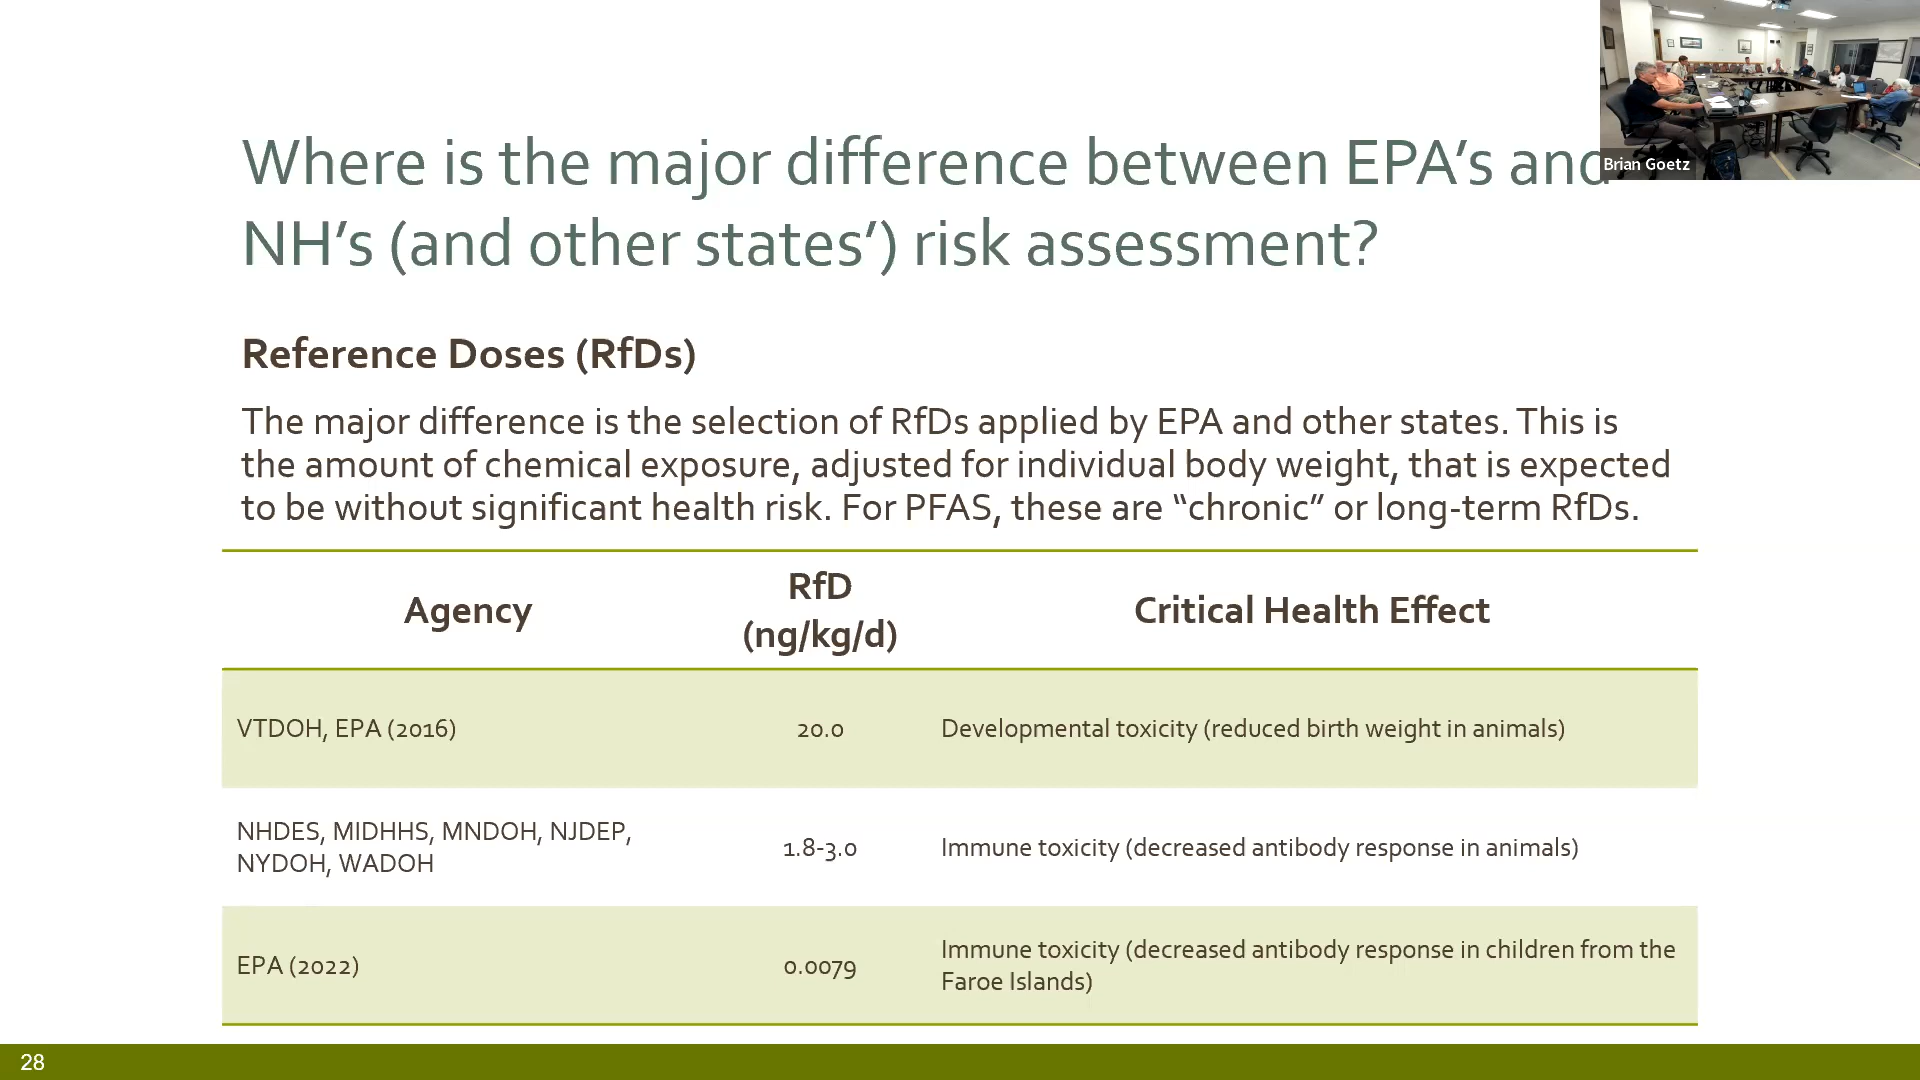 Where is the major difference between EPA’s and
Brian Goetz
NH’s (and other states’) risk assessment?
Reference Doses (RfDs)
The major difference is the selection of RfDs applied by EPA and other states. This is
the amount of chemical exposure, adjusted for individual body weight, that is expected
to be without significant health risk. For PFAS, these are “chronic” or long-term RfDs.
Agency
RfD
(ng/kg/d)
Critical Health Effect
VTDOH, EPA (2016)
20.0
Developmental toxicity (reduced birth weight in animals)
NHDES, MIDHHS, MNDOH, NJDEP,
NYDOH, WADOH
1.8-3.0
Immune toxicity (decreased antibody response in animals)
EPA (2022)
0.0079
Immune toxicity (decreased antibody response in children from the
Faroe Islands)
28